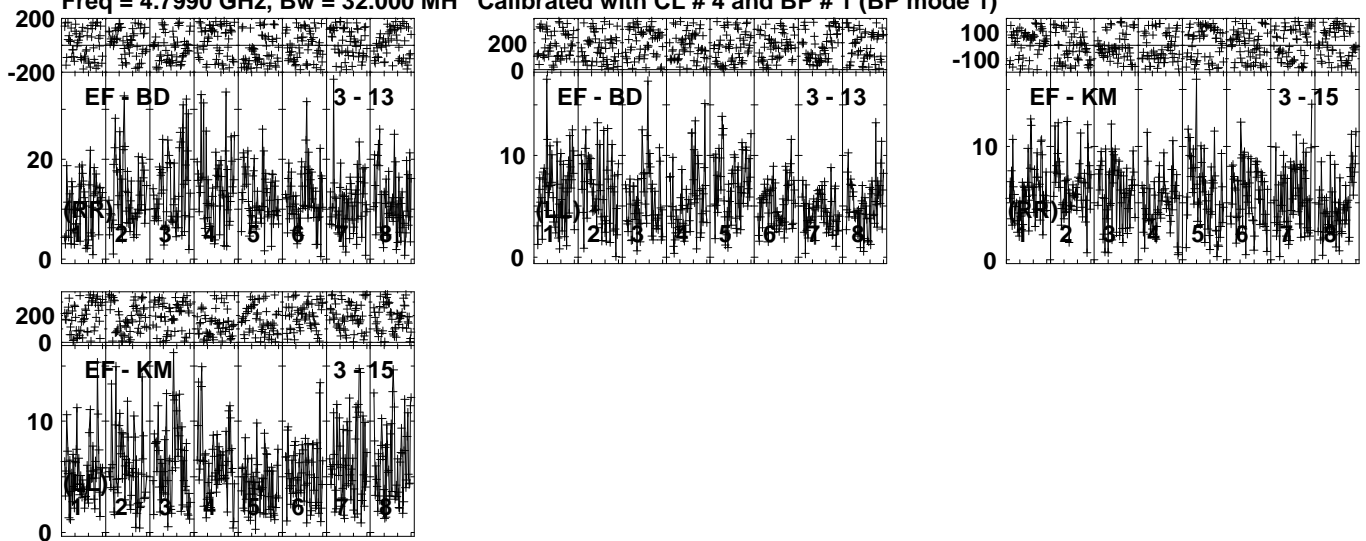 Freq = 4.7990 GHz, Bw = 32.000 MH Calibrated with CL # 4 and BP # 1 (BP mode 1)
200
-200
EF - BD 3 - 13
20
(RR)
1 2 3 4 5 6 7 8
0
200
0
EF - BD 3 - 13
10
(LL)
1 2 3 4 5 6 7 8
0
100
-100
EF - KM 3 - 15
10
(RR)
1 2 3 4 5 6 7 8
0
200
0
EF - KM 3 - 15
10
(LL)
1 2 3 4 5 6 7 8
0